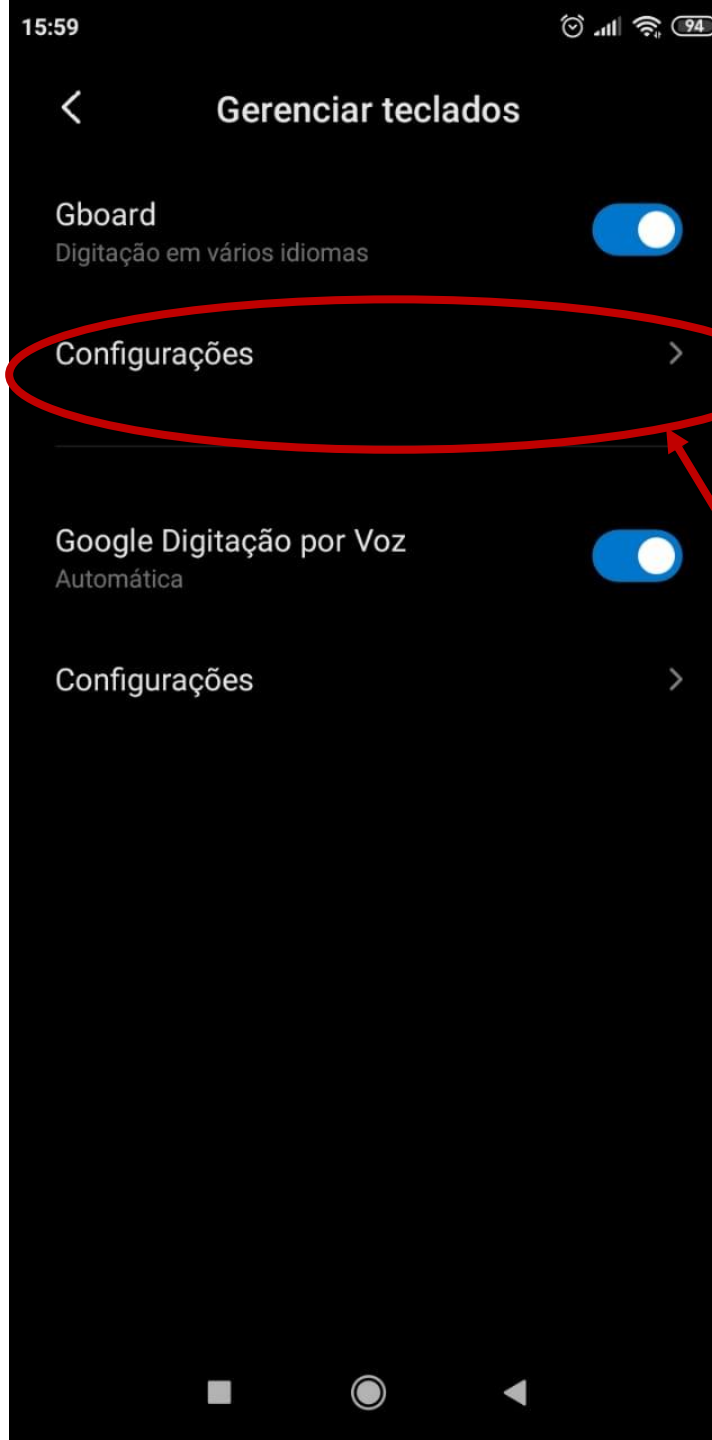 15:59
94
Gerenciar teclados
Gboard
Digitação em vários idiomas
Configurações
Google Digitação por Voz
Automática
Configurações